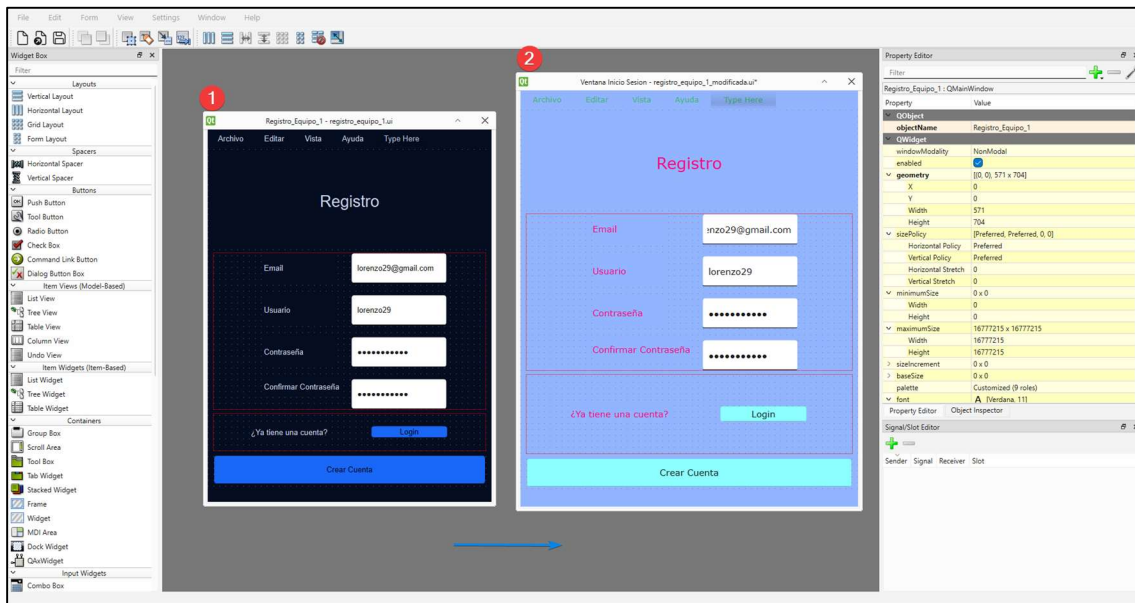 File Edit Form View Settings Window Help
Widget Box
Filter
Layouts
Vertical Layout
Horizontal Layout
Grid Layout
Form Layout
Spacers
Horizontal Spacer
Vertical Spacer
Buttons
Push Button
Tool Button
Radio Button
Check Box
Command Link Button
Dialog Button Box
Item Views (Model-Based)
List View
Tree View
Table View
Column View
Undo View
Item Widgets (Item-Based)
List Widget
Tree Widget
Table Widget
Containers
Group Box
Scroll Area
Tool Box
Tab Widget
Stacked Widget
Frame
Widget
MDI Area
Dock Widget
QAxWidget
Input Widgets
Combo Box
1
Registro_Equipo_1 - registro_equipo_1.ui
Archivo Editar Vista Ayuda Type Here
Registro
Email lorenzo29@gmail.com
Usuario lorenzo29
Contraseña
Confirmar Contraseña
¿Ya tiene una cuenta? Login
Crear Cuenta
2
Ventana Inicio Sesion - registro_equipo_1_modificada.ui*
Archivo Editar Vista Ayuda Type Here
Registro
Email enzo29@gmail.com
Usuario lorenzo29
Contraseña
Confirmar Contraseña
¿Ya tiene una cuenta? Login
Crear Cuenta
Property Editor
Filter
Registro_Equipo_1 : QMainWindow
Property Value
QObject
objectName Registro_Equipo_1
QWidget
windowModality NonModal
enabled
geometry [(0, 0), 571 x 704]
X 0
Y 0
Width 571
Height 704
sizePolicy [Preferred, Preferred, 0, 0]
Horizontal Policy Preferred
Vertical Policy Preferred
Horizontal Stretch 0
Vertical Stretch 0
minimumSize 0 x 0
Width 0
Height 0
maximumSize 16777215 x 16777215
Width 16777215
Height 16777215
sizeIncrement 0 x 0
baseSize 0 x 0
palette Customized (9 roles)
font A [Verdana, 11]
Property Editor Object Inspector
Signal/Slot Editor
Sender Signal Receiver Slot